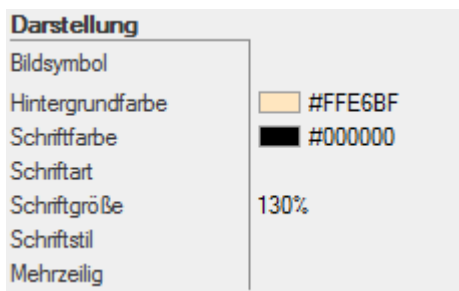 Darstellung
Bildsymbol
Hintergrundfarbe #FFE6BF
Schriftfarbe #000000
Schriftart
Schriftgröße 130%
Schriftstil
Mehrzeilig